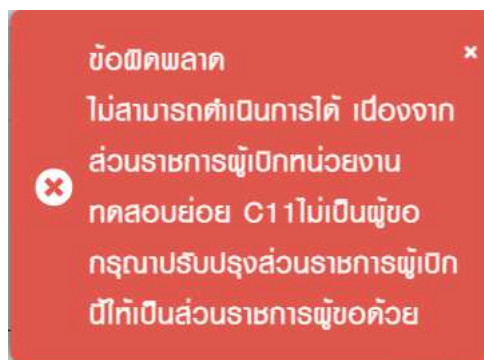 ข้อผิดพลาด
ไม่สามารถดำเนินการได้ เนื่องจาก
ส่วนราชการผู้เบิกหน่วยงาน
ทดสอบย่อย C11ไม่เป็นผู้ขอ
กรุณาปรับปรุงส่วนราชการผู้เบิก
นี้ให้เป็นส่วนราชการผู้ขอด้วย